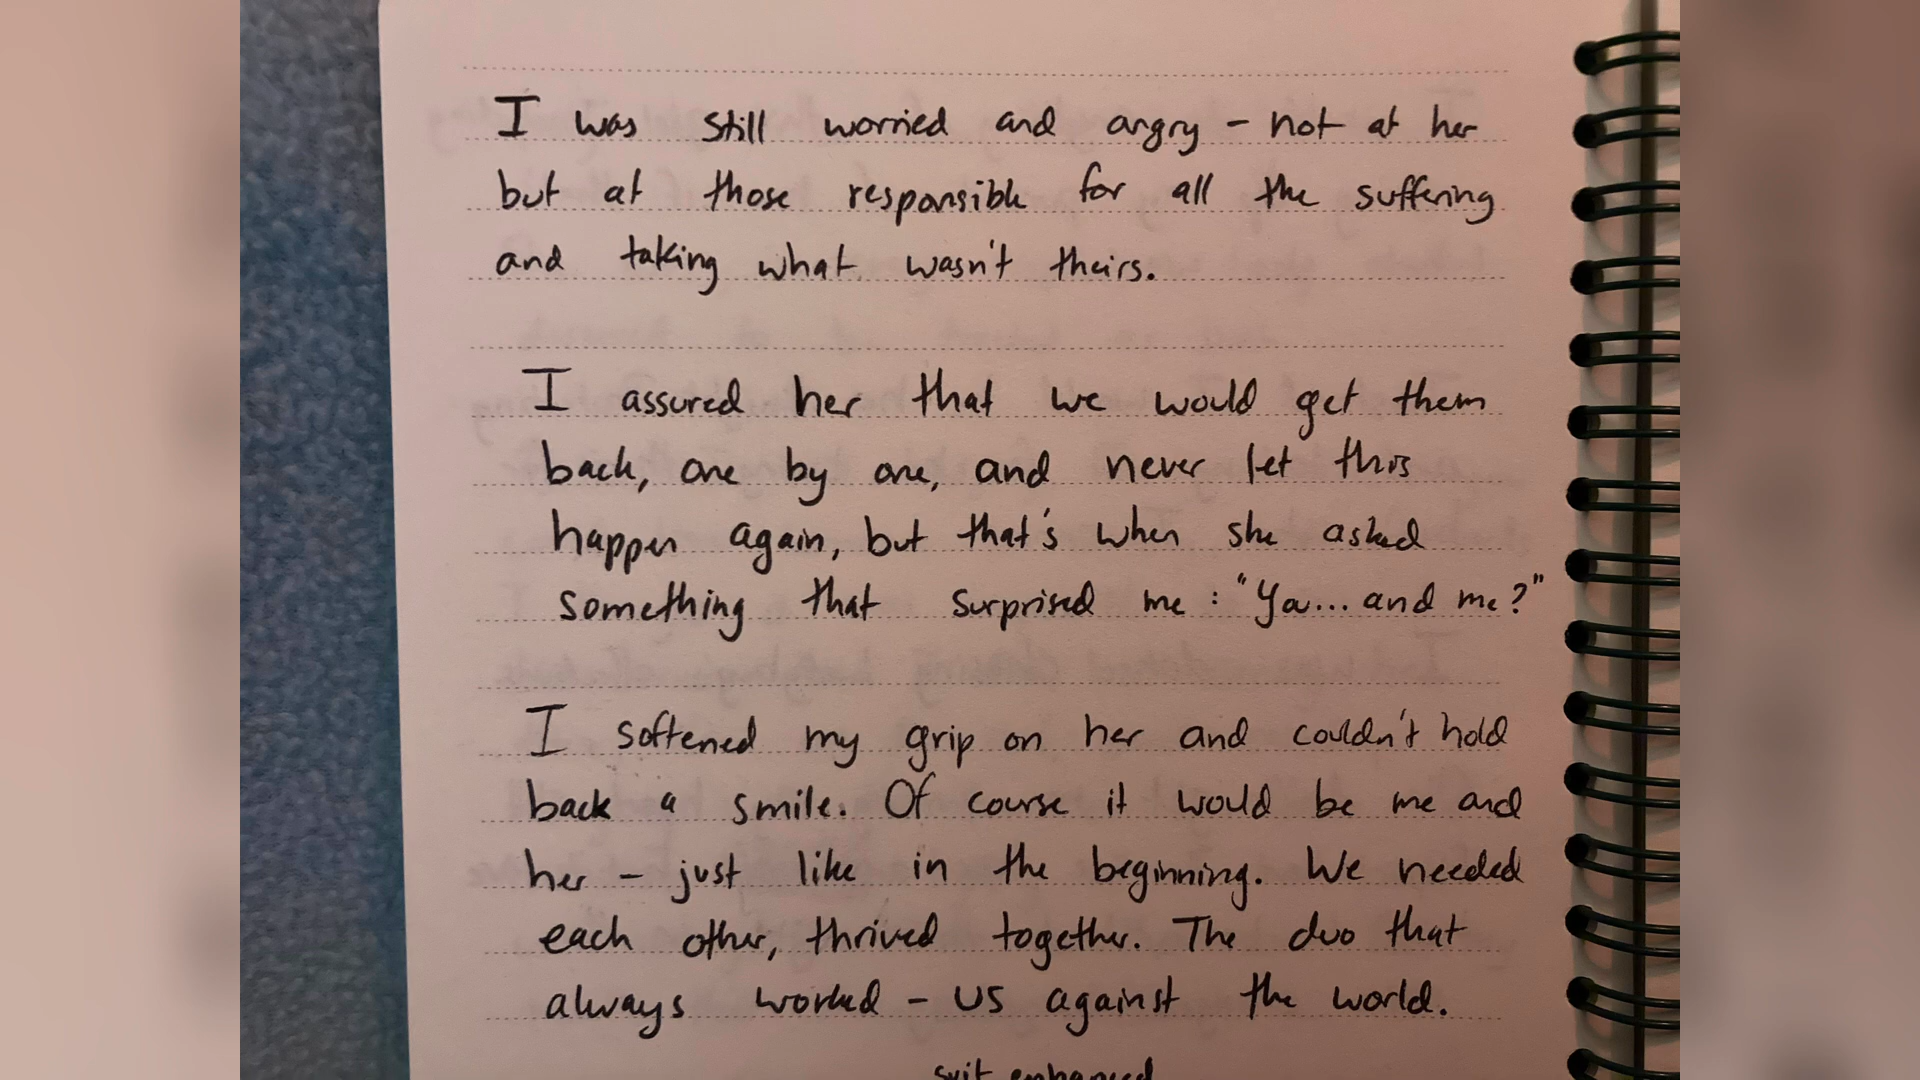 I was still worried and angry - not at her
but at those responsible for all the suffering
and taking what wasn't theirs.
I assured her that we would get them
back, one by one, and never let this
happen again, but that's when she asked
something that surprised me: "You... and me?"
I softened my grip on her and couldn't hold
back a smile. Of course it would be me and
her - just like in the beginning. We needed
each other, thrived together. The duo that
always worked - us against the world.
suit enhanced